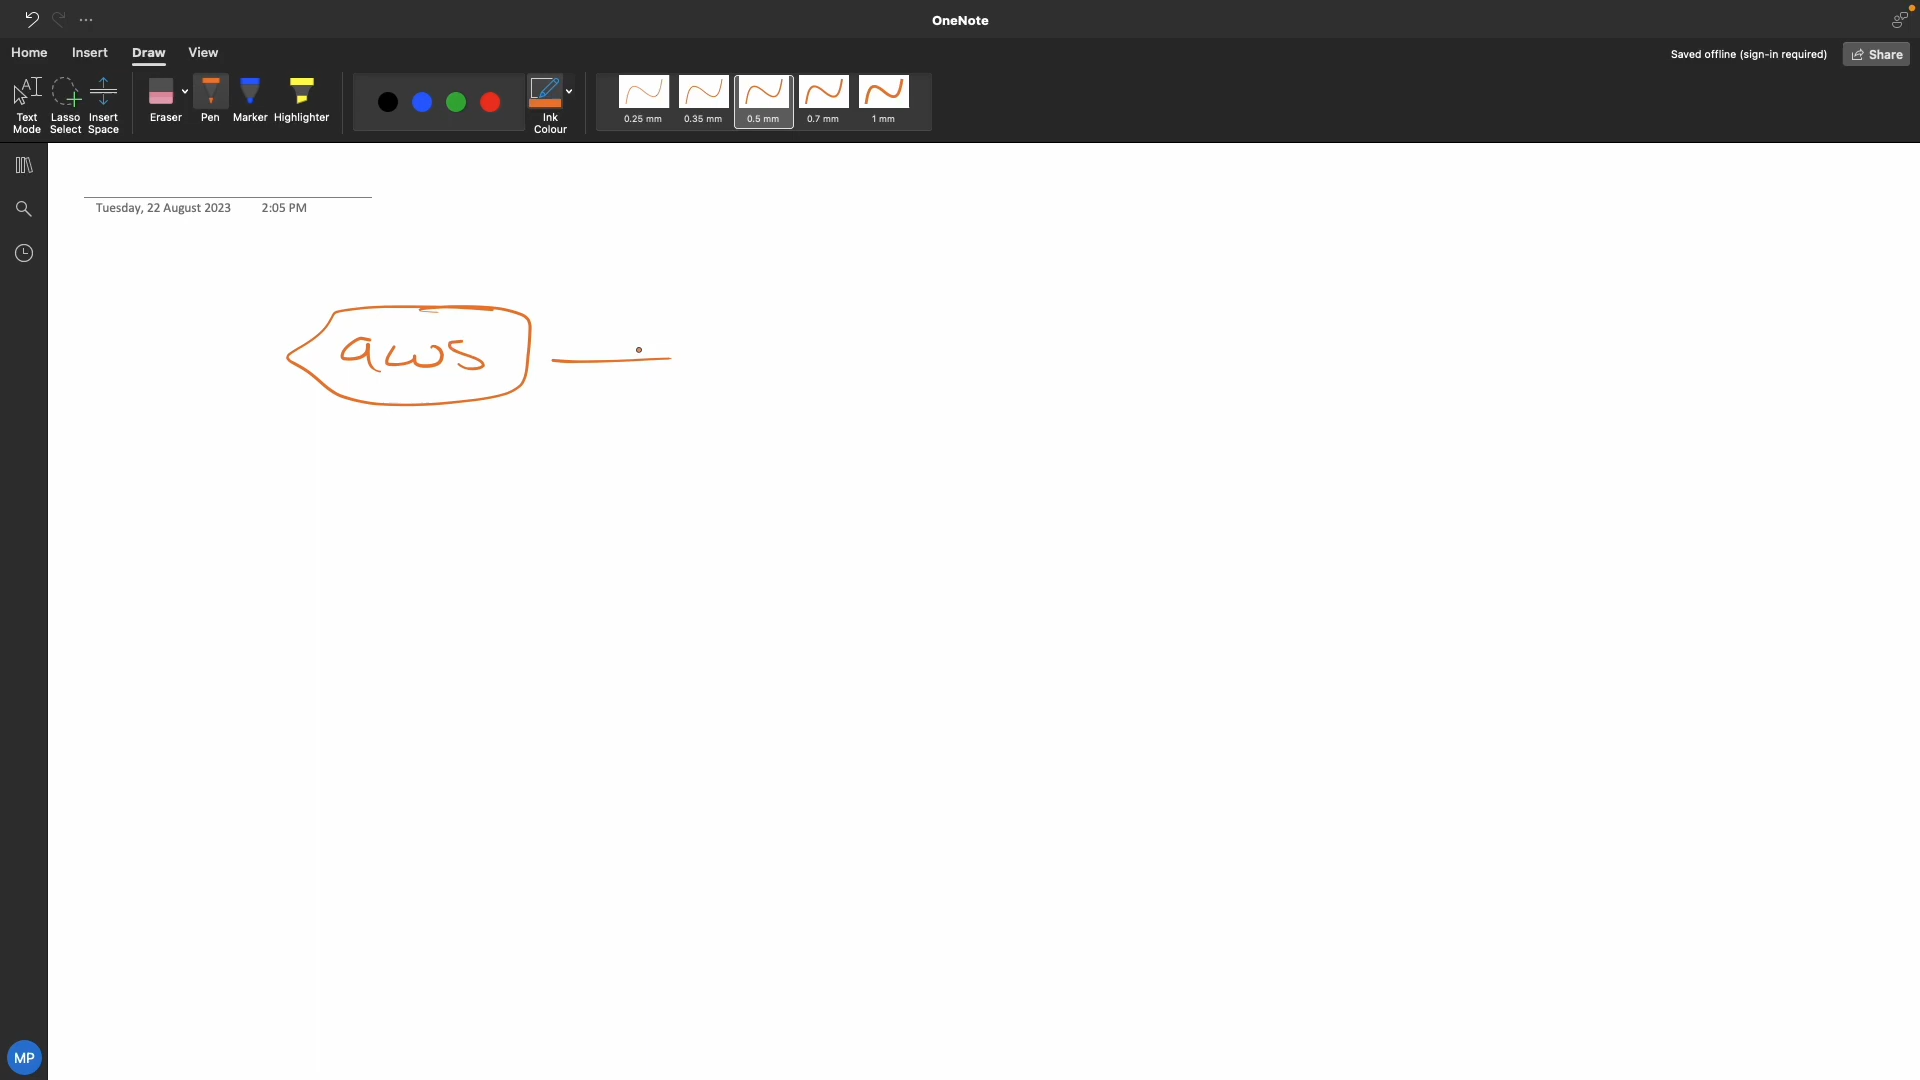 OneNote
Home Insert Draw View
Saved offline (sign-in required) Share
Text Mode
Lasso Select
Insert Space
Eraser
Pen
Marker
Highlighter
Ink Colour
0.25 mm
0.35 mm
0.5 mm
0.7 mm
1 mm
Tuesday, 22 August 2023 2:05 PM
aws
MP